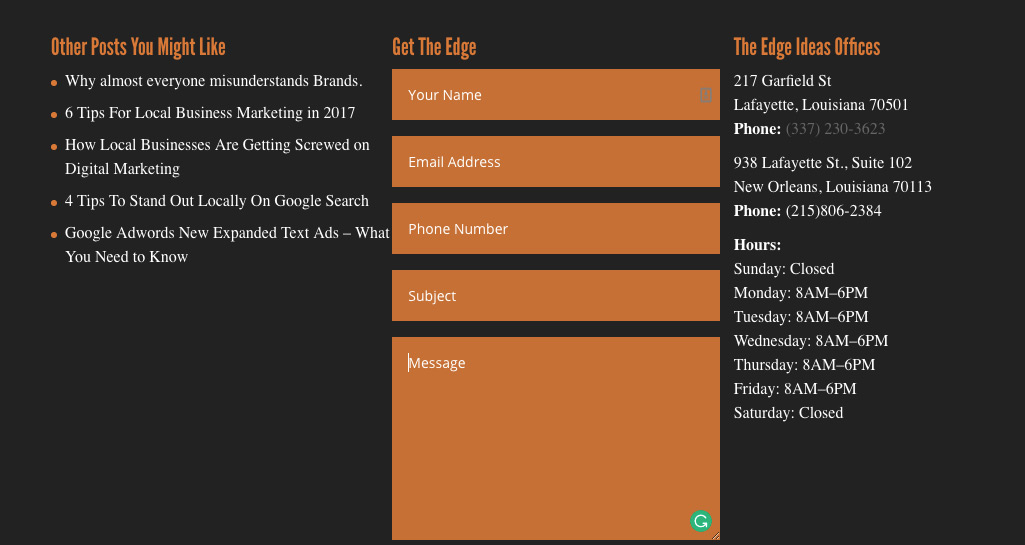 Other Posts You Might Like
Why almost everyone misunderstands Brands.
6 Tips For Local Business Marketing in 2017
How Local Businesses Are Getting Screwed on
Digital Marketing
4 Tips To Stand Out Locally On Google Search
Google Adwords New Expanded Text Ads – What
You Need to Know
Get The Edge
Your Name
Email Address
Phone Number
Subject
Message
The Edge Ideas Offices
217 Garfield St
Lafayette, Louisiana 70501
Phone: (337) 230-3623
938 Lafayette St., Suite 102
New Orleans, Louisiana 70113
Phone: (215)806-2384
Hours:
Sunday: Closed
Monday: 8AM–6PM
Tuesday: 8AM–6PM
Wednesday: 8AM–6PM
Thursday: 8AM–6PM
Friday: 8AM–6PM
Saturday: Closed